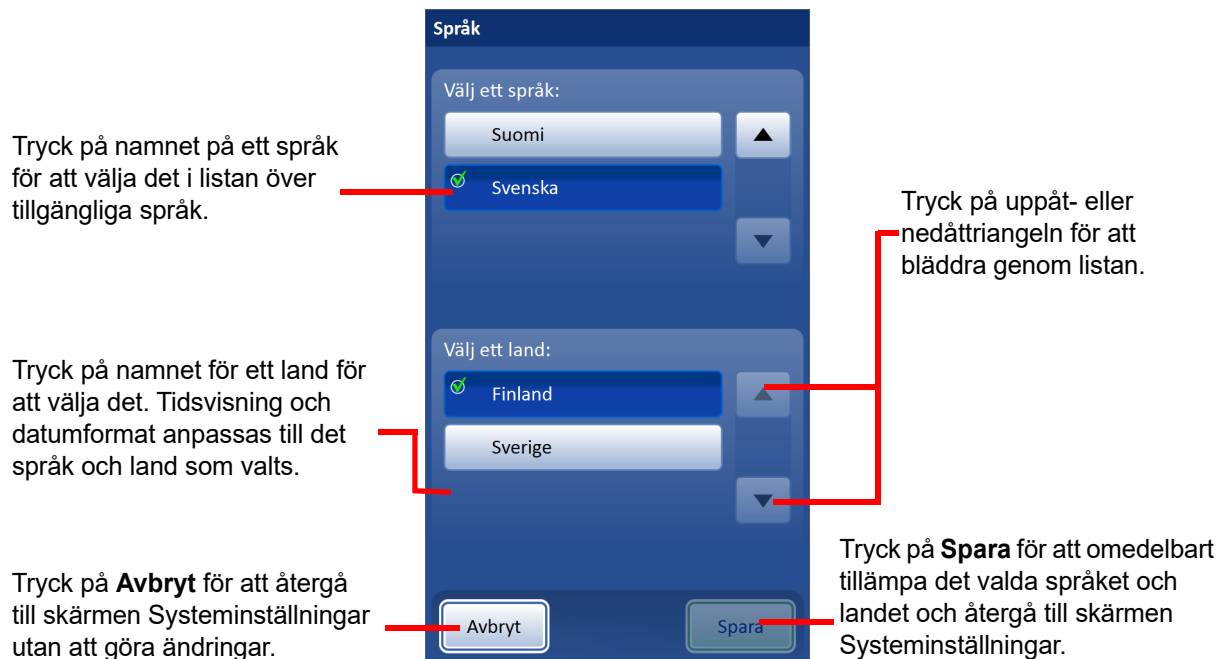 Språk
Välj ett språk:
Suomi
Svenska
Tryck på namnet på ett språk
för att välja det i listan över
tillgängliga språk.
Tryck på uppåt- eller
nedåttriangeln för att
bläddra genom listan.
Välj ett land:
Finland
Sverige
Tryck på namnet för ett land för
att välja det. Tidsvisning och
datumformat anpassas till det
språk och land som valts.
Tryck på Avbryt för att återgå
till skärmen Systeminställningar
utan att göra ändringar.
Avbryt
Spara
Tryck på Spara för att omedelbart
tillämpa det valda språket och
landet och återgå till skärmen
Systeminställningar.